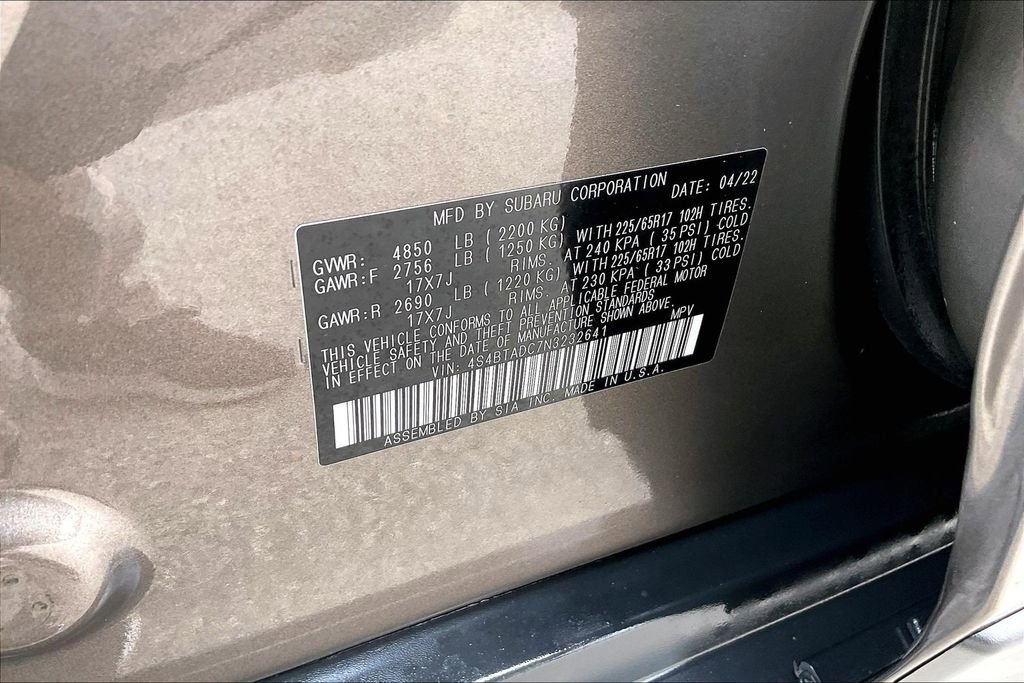 MFD BY SUBARU CORPORATION DATE: 04/22
GVWR: 4850 LB ( 2200 KG)
GAWR:F 2756 LB ( 1250 KG) WITH 225/65R17 102H TIRES.
17X7J RIMS. AT 240 KPA ( 35 PSI) COLD
GAWR:R 2690 LB ( 1220 KG) WITH 225/65R17 102H TIRES.
17X7J RIMS. AT 230 KPA ( 33 PSI) COLD
THIS VEHICLE CONFORMS TO ALL APPLICABLE FEDERAL MOTOR
VEHICLE SAFETY AND THEFT PREVENTION STANDARDS
IN EFFECT ON THE DATE OF MANUFACTURE SHOWN ABOVE.
VIN: 4S4BTADC7N3232641 MPV
ASSEMBLED BY SIA INC. MADE IN U.S.A.